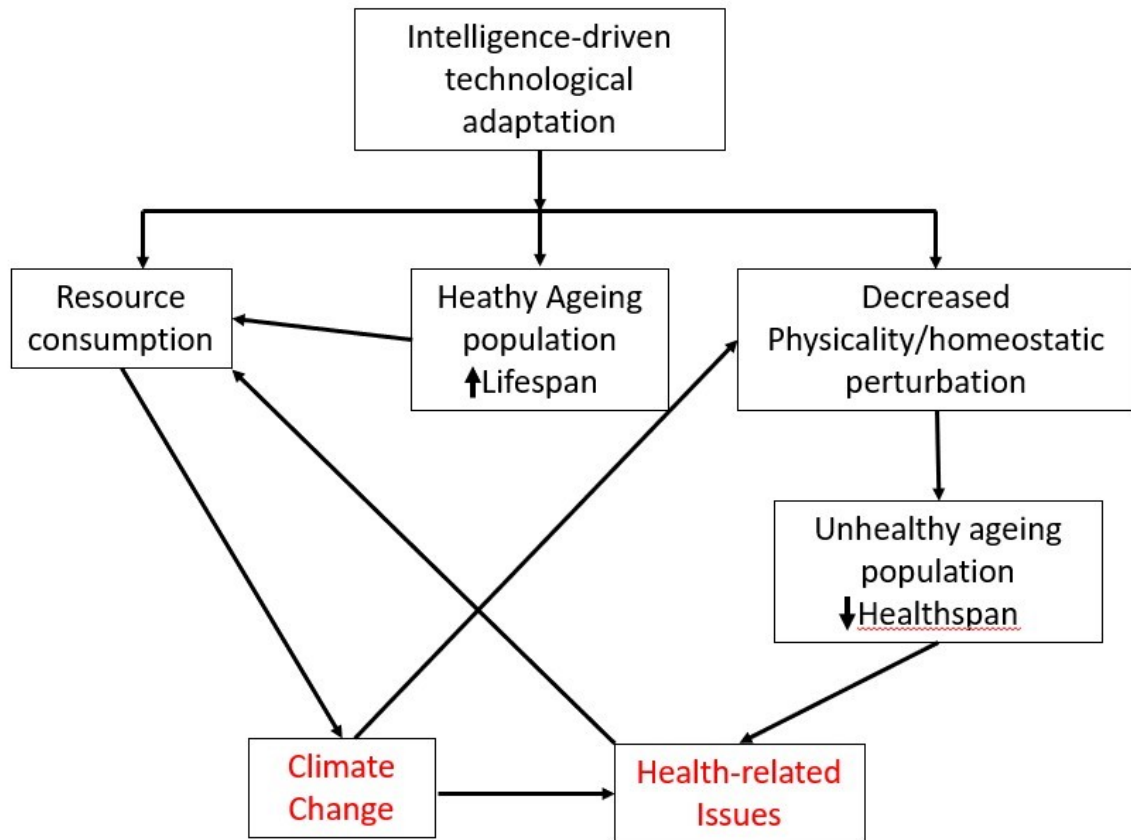 Intelligence-driven
technological
adaptation
Resource
consumption
Heathy Ageing
population
⬆Lifespan
Decreased
Physicality/homeostatic
perturbation
Unhealthy ageing
population
⬇Healthspan
Climate
Change
Health-related
Issues